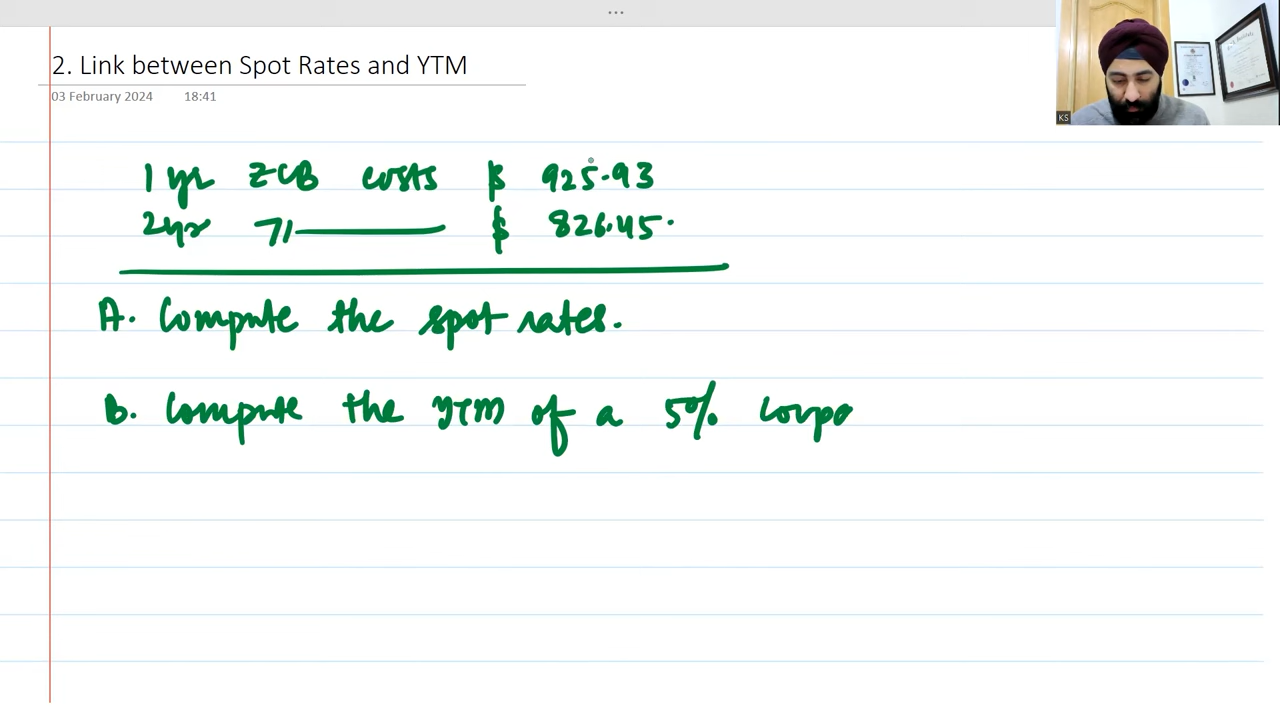 ...
2. Link between Spot Rates and YTM
03 February 2024 18:41
1 yr ZCB costs $ 925.93
2yr —〃— $ 826.45.
A. Compute the spot rates.
B. Compute the YTM of a 5% coupo
KS